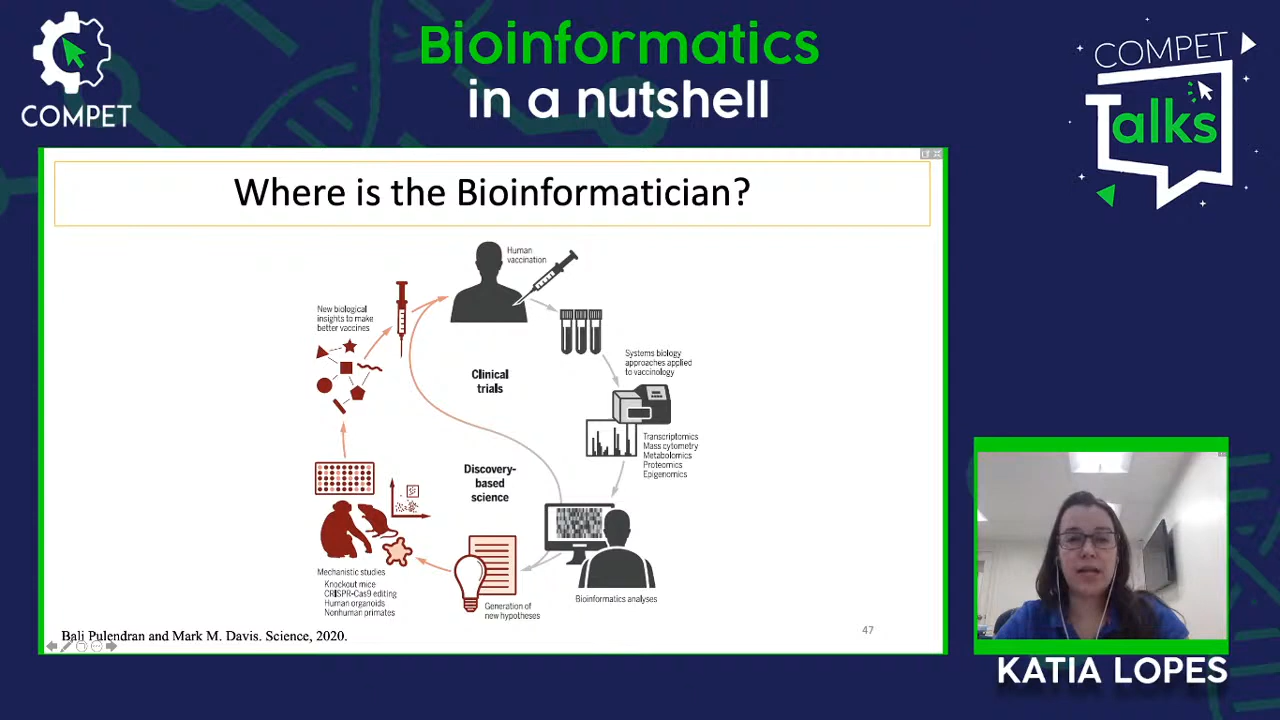 COMPET
Bioinformatics
in a nutshell
COMPET
Talks
Where is the Bioinformatician?
Human
vaccination
New biological
insights to make
better vaccines
Systems biology
approaches applied
to vaccinology
Clinical
trials
Transcriptomics
Mass cytometry
Metabolomics
Proteomics
Epigenomics
Discovery-
based
science
Mechanistic studies
Knockout mice
CRISPR-Cas9 editing
Human organoids
Nonhuman primates
Generation of
new hypotheses
Bioinformatics analyses
Bali Pulendran and Mark M. Davis. Science, 2020.
47
KATIA LOPES